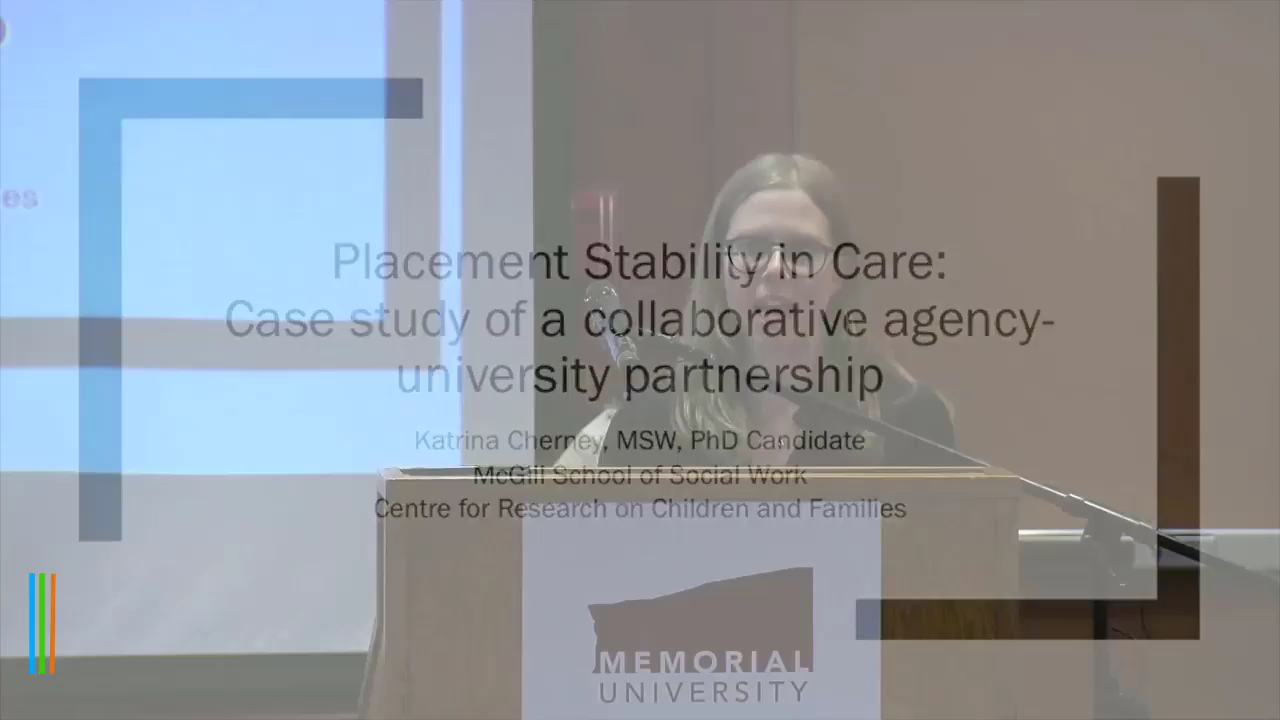 es
Placement Stability in Care:
Case study of a collaborative agency-
university partnership
Katrina Cherney, MSW, PhD Candidate
McGill School of Social Work
Centre for Research on Children and Families
MEMORIAL
UNIVERSITY